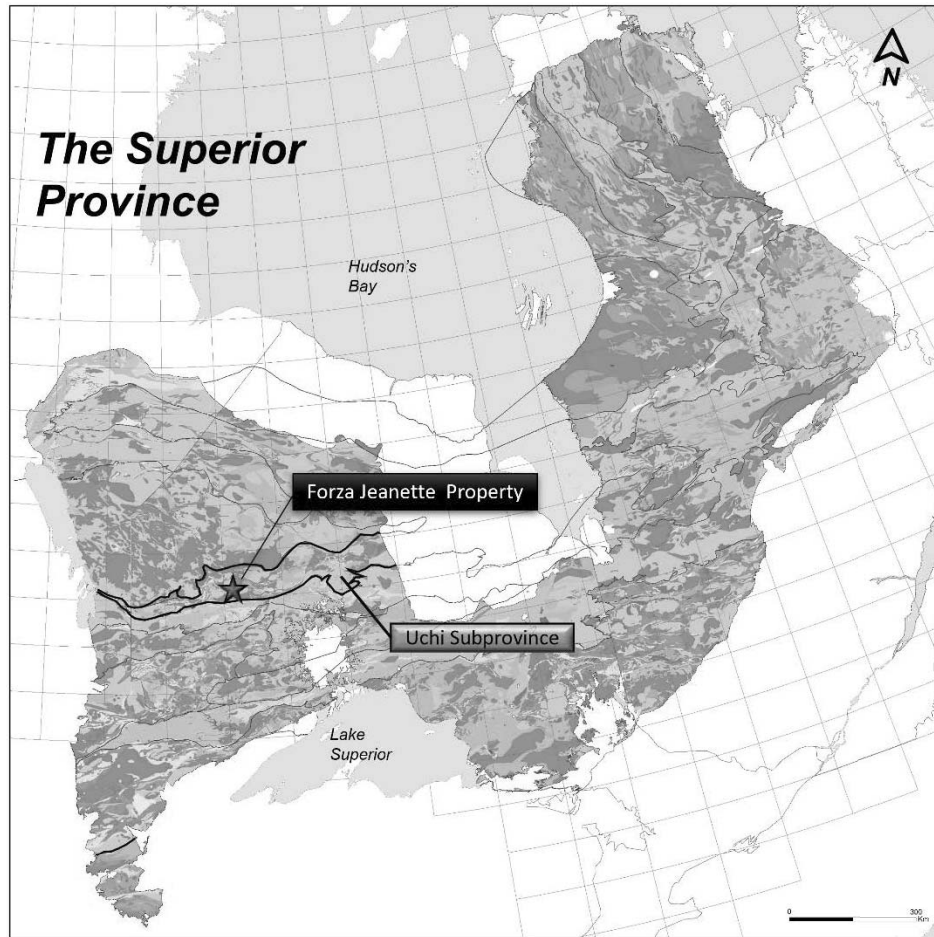 N
The Superior
Province
Hudson's
Bay
Forza Jeanette Property
Uchi Subprovince
Lake
Superior
0 300
Km